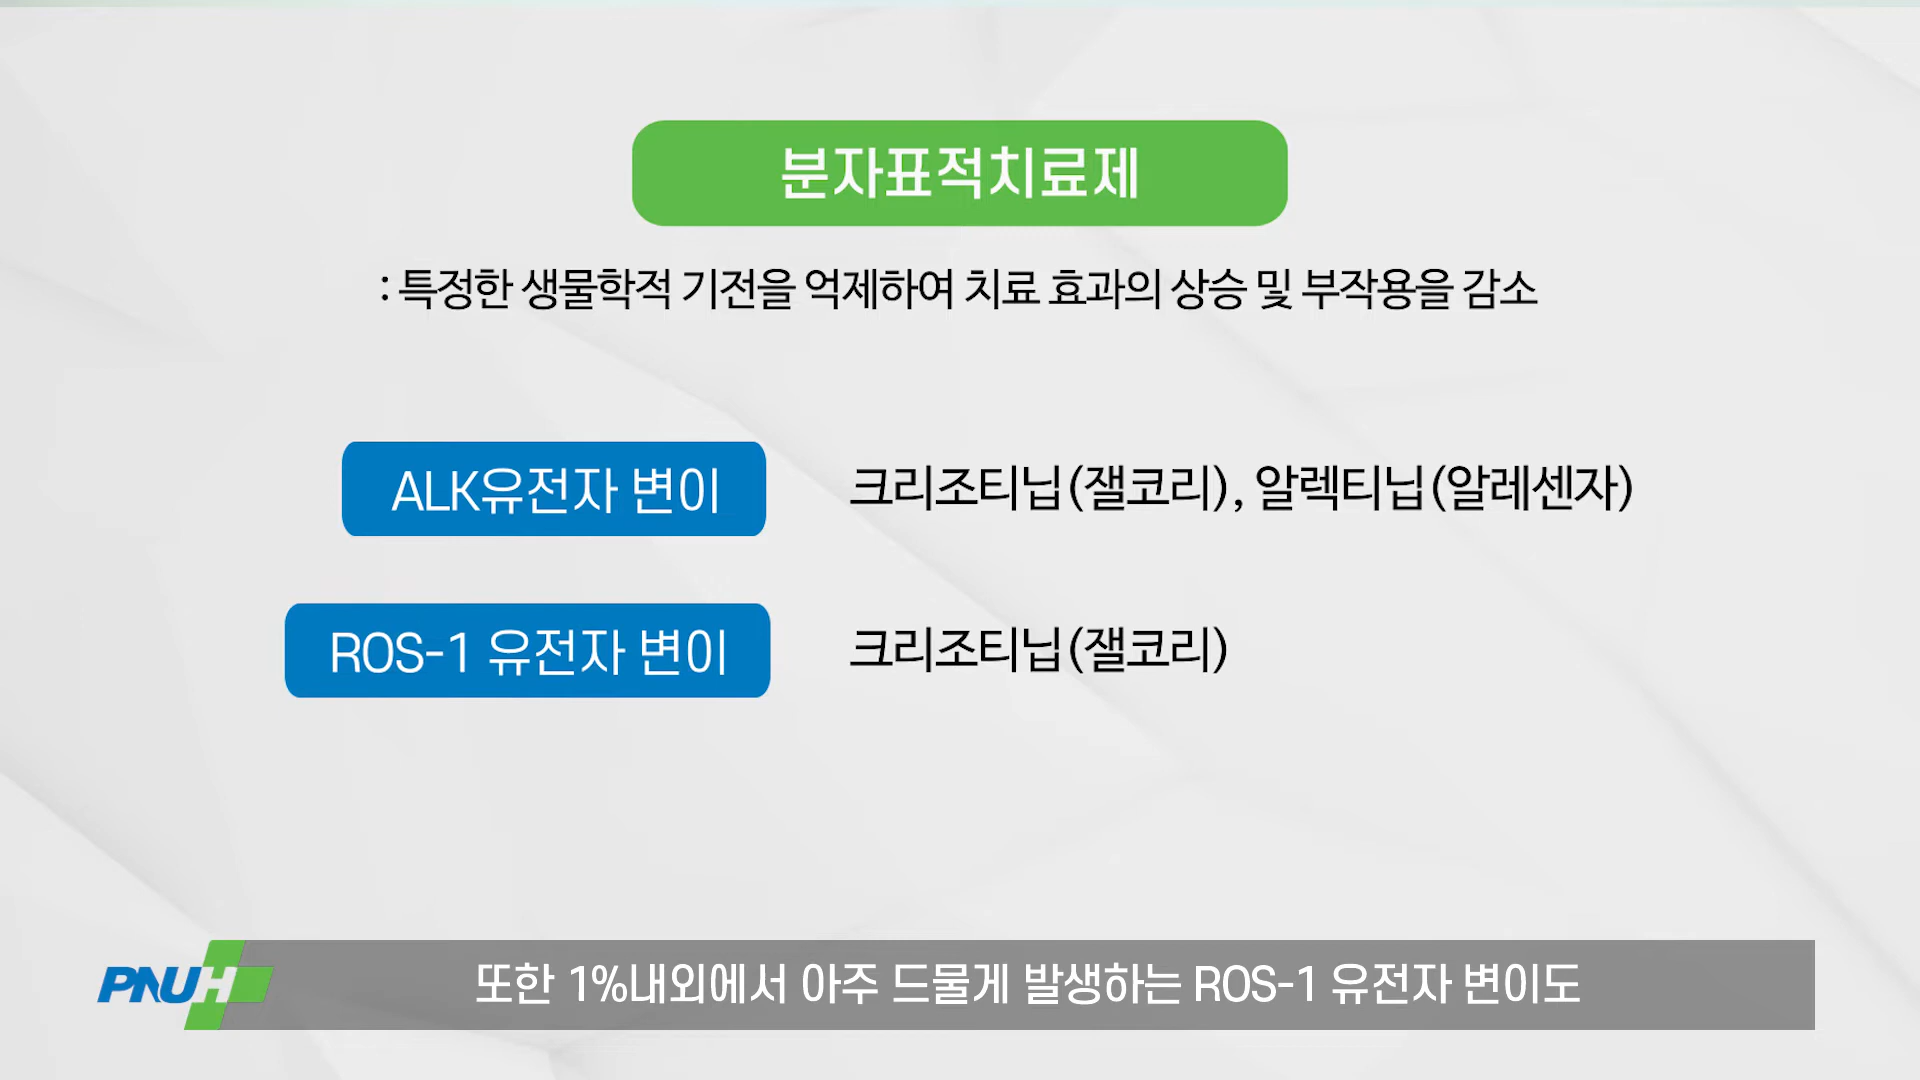 분자표적치료제
: 특정한 생물학적 기전을 억제하여 치료 효과의 상승 및 부작용을 감소
ALK유전자 변이
크리조티닙(잴코리), 알렉티닙(알레센자)
ROS-1 유전자 변이
크리조티닙(잴코리)
PNUH
또한 1%내외에서 아주 드물게 발생하는 ROS-1 유전자 변이도